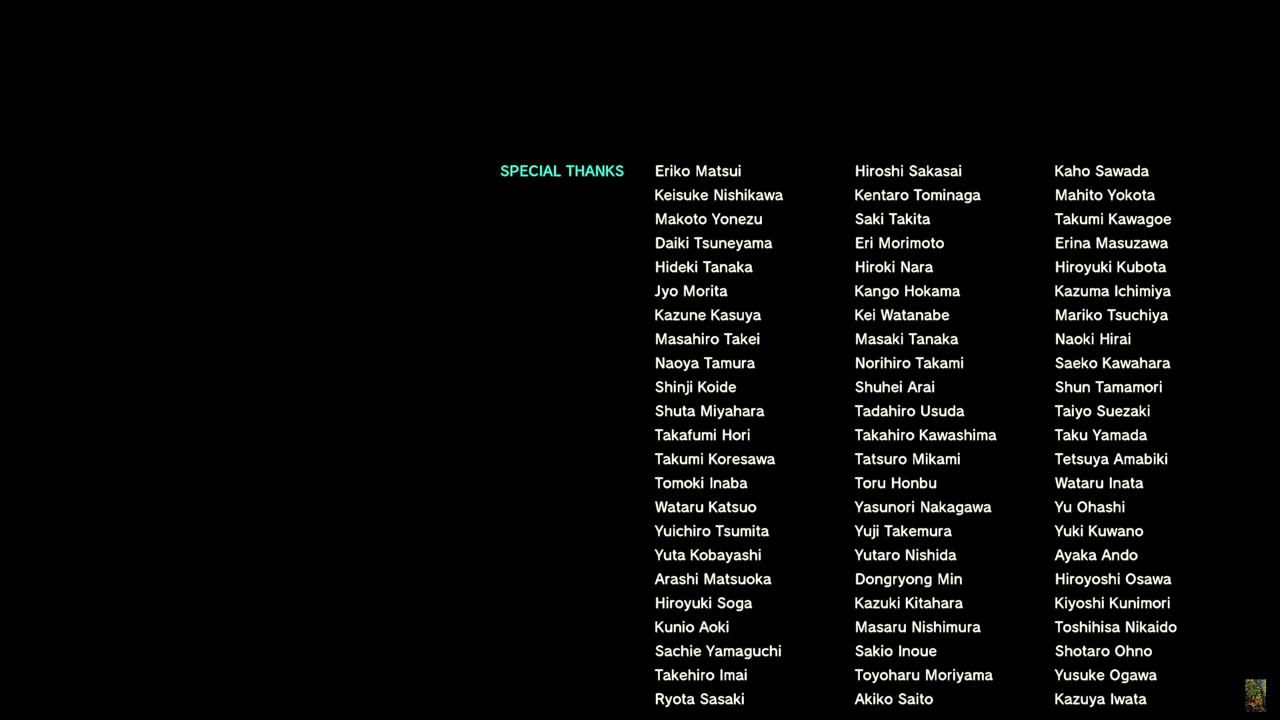 SPECIAL THANKS Eriko Matsui Hiroshi Sakasai Kaho Sawada
Keisuke Nishikawa Kentaro Tominaga Mahito Yokota
Makoto Yonezu Saki Takita Takumi Kawagoe
Daiki Tsuneyama Eri Morimoto Erina Masuzawa
Hideki Tanaka Hiroki Nara Hiroyuki Kubota
Jyo Morita Kango Hokama Kazuma Ichimiya
Kazune Kasuya Kei Watanabe Mariko Tsuchiya
Masahiro Takei Masaki Tanaka Naoki Hirai
Naoya Tamura Norihiro Takami Saeko Kawahara
Shinji Koide Shuhei Arai Shun Tamamori
Shuta Miyahara Tadahiro Usuda Taiyo Suezaki
Takafumi Hori Takahiro Kawashima Taku Yamada
Takumi Koresawa Tatsuro Mikami Tetsuya Amabiki
Tomoki Inaba Toru Honbu Wataru Inata
Wataru Katsuo Yasunori Nakagawa Yu Ohashi
Yuichiro Tsumita Yuji Takemura Yuki Kuwano
Yuta Kobayashi Yutaro Nishida Ayaka Ando
Arashi Matsuoka Dongryong Min Hiroyoshi Osawa
Hiroyuki Soga Kazuki Kitahara Kiyoshi Kunimori
Kunio Aoki Masaru Nishimura Toshihisa Nikaido
Sachie Yamaguchi Sakio Inoue Shotaro Ohno
Takehiro Imai Toyoharu Moriyama Yusuke Ogawa
Ryota Sasaki Akiko Saito Kazuya Iwata